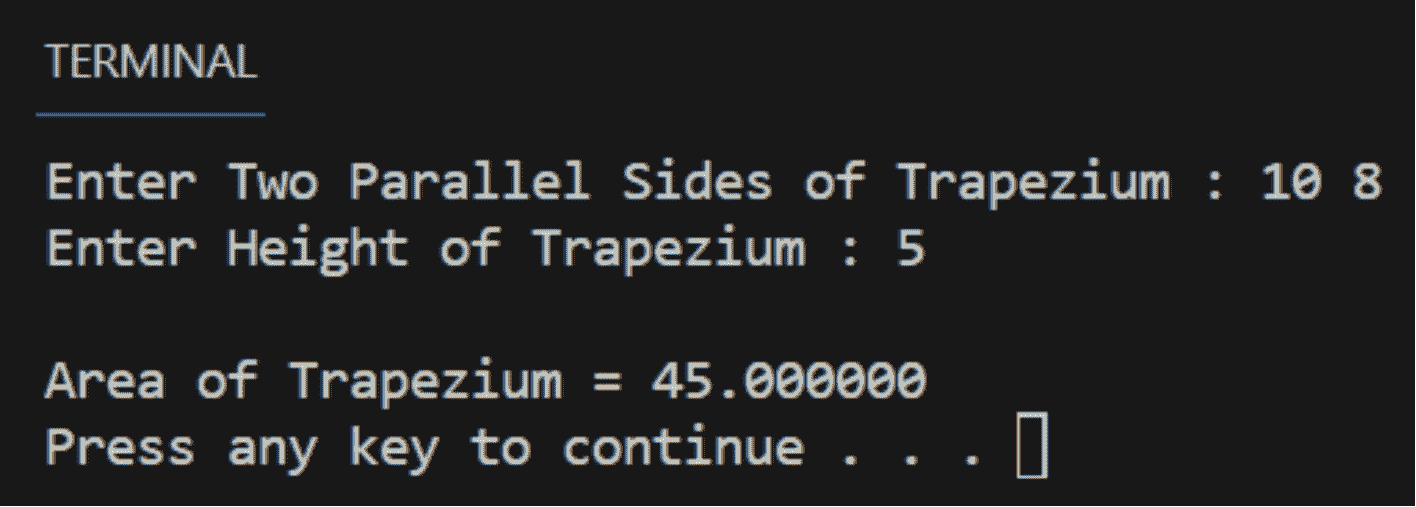 TERMINAL
Enter Two Parallel Sides of Trapezium : 10 8
Enter Height of Trapezium : 5
Area of Trapezium = 45.000000
Press any key to continue . . .